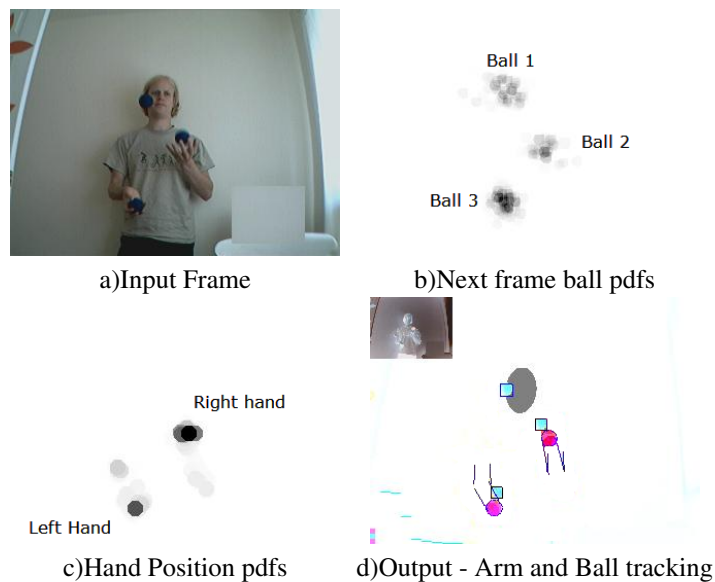 Ball 1
Ball 2
Ball 3
a)Input Frame
b)Next frame ball pdfs
Right hand
Left Hand
c)Hand Position pdfs
d)Output - Arm and Ball tracking